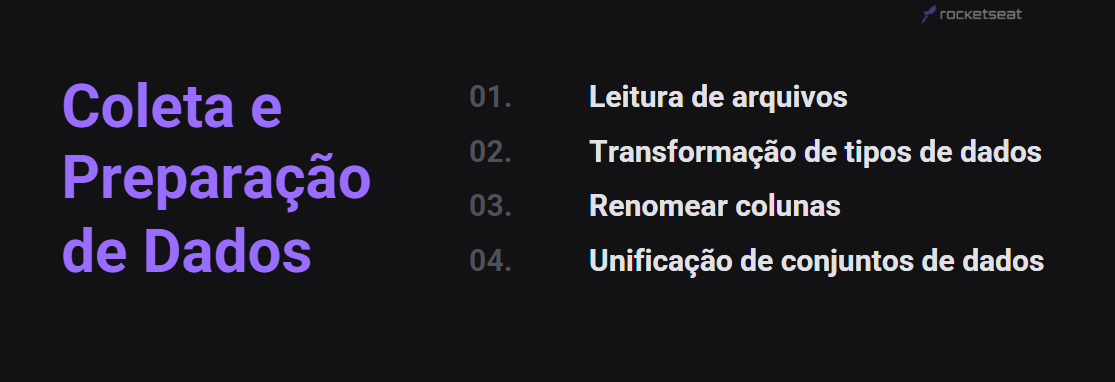 rocketseat
Coleta e
Preparação
de Dados
01. Leitura de arquivos
02. Transformação de tipos de dados
03. Renomear colunas
04. Unificação de conjuntos de dados